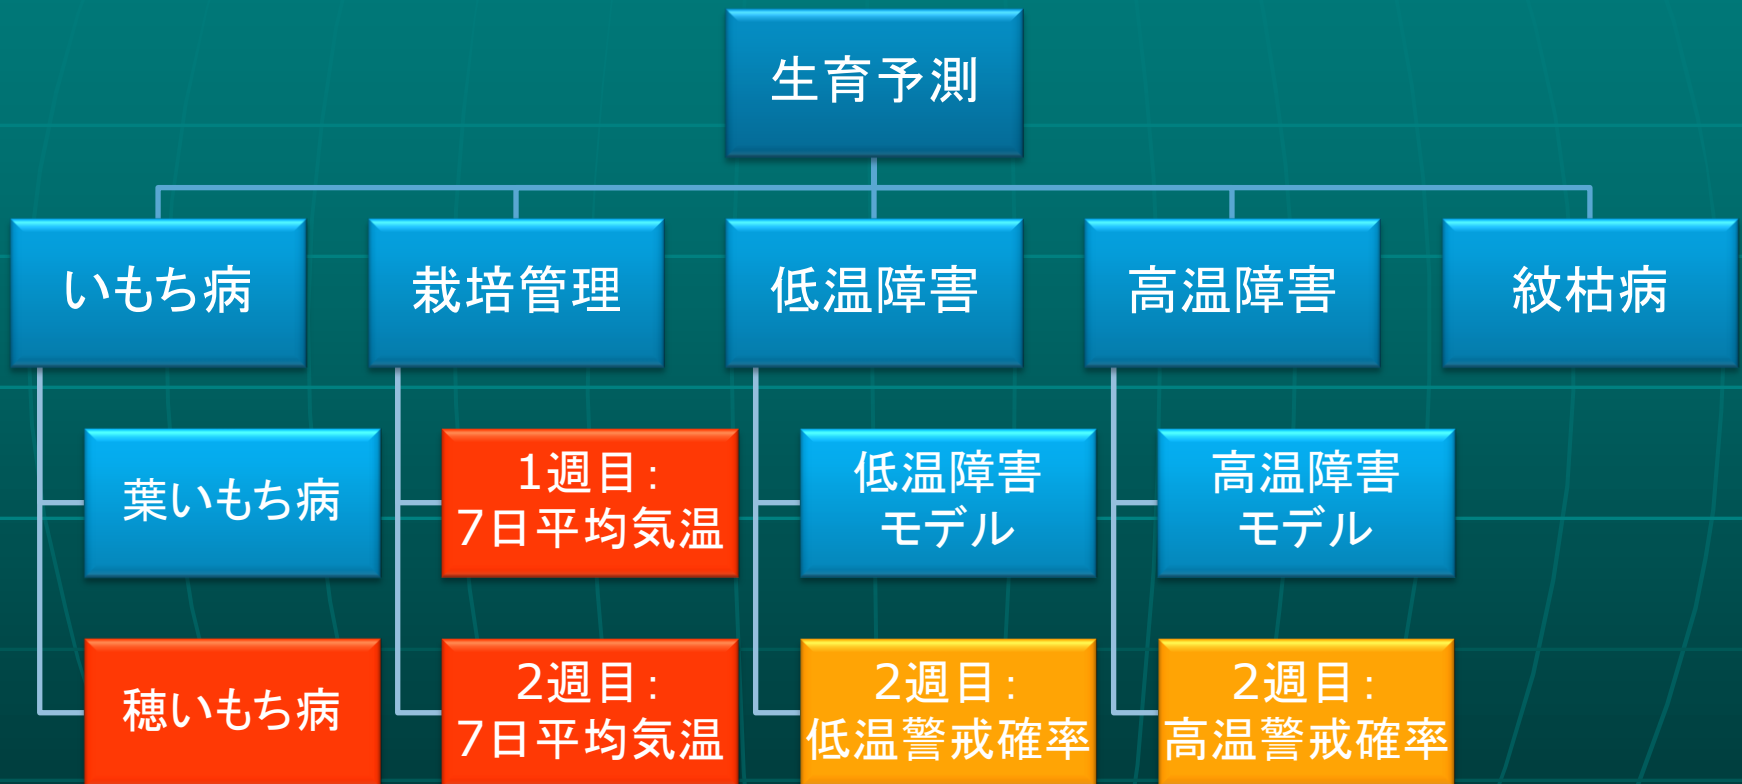 生育予測
いもち病
栽培管理
低温障害
高温障害
紋枯病
葉いもち病
1週目：
7日平均気温
低温障害
モデル
高温障害
モデル
穂いもち病
2週目：
7日平均気温
2週目：
低温警戒確率
2週目：
高温警戒確率